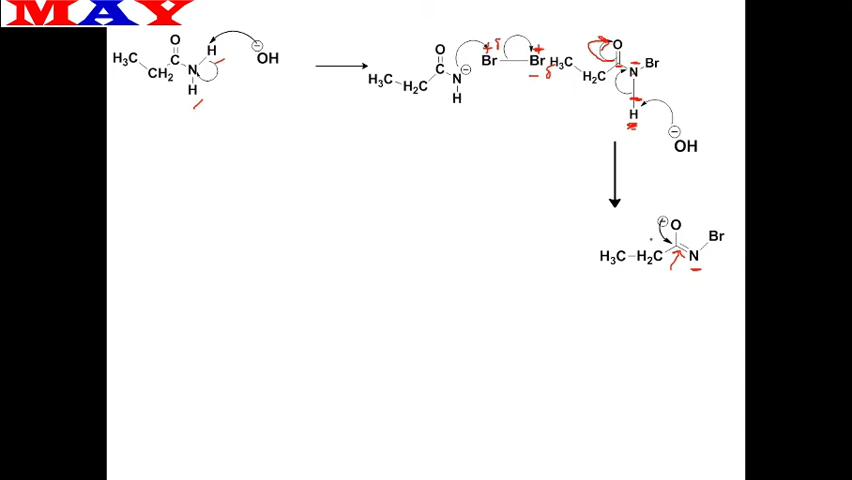 MAY
O
H
H₃C
CH₂
N
H
⊖
OH
O
H₃C
H₂C
N
⊖
H
+δ
Br
Br
+
−δ
O
H₃C
H₂C
N
Br
H
⊖
OH
⊖
O
Br
H₃C
H₂C
N